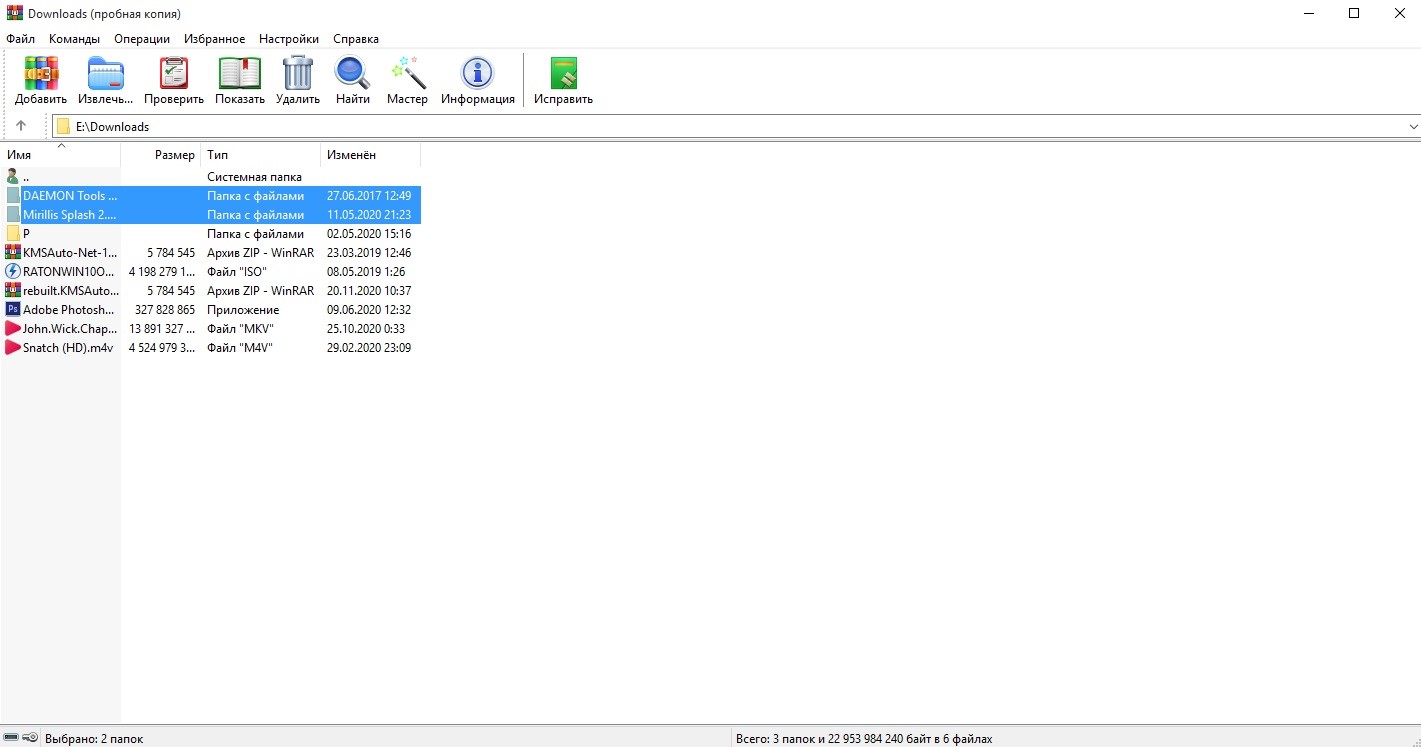 Downloads (пробная копия)
Файл Команды Операции Избранное Настройки Справка
Добавить Извлечь... Проверить Показать Удалить Найти Мастер Информация Исправить
E:\Downloads
Имя Размер Тип Изменён
.. Системная папка
DAEMON Tools ... Папка с файлами 27.06.2017 12:49
Mirillis Splash 2.... Папка с файлами 11.05.2020 21:23
P Папка с файлами 02.05.2020 15:16
KMSAuto-Net-1... 5 784 545 Архив ZIP - WinRAR 23.03.2019 12:46
RATONWIN10O... 4 198 279 1... Файл "ISO" 08.05.2019 1:26
rebuilt.KMSAuto... 5 784 545 Архив ZIP - WinRAR 20.11.2020 10:37
Ps Adobe Photosh... 327 828 865 Приложение 09.06.2020 12:32
John.Wick.Chap... 13 891 327 ... Файл "MKV" 25.10.2020 0:33
Snatch (HD).m4v 4 524 979 3... Файл "M4V" 29.02.2020 23:09
Выбрано: 2 папок Всего: 3 папок и 22 953 984 240 байт в 6 файлах